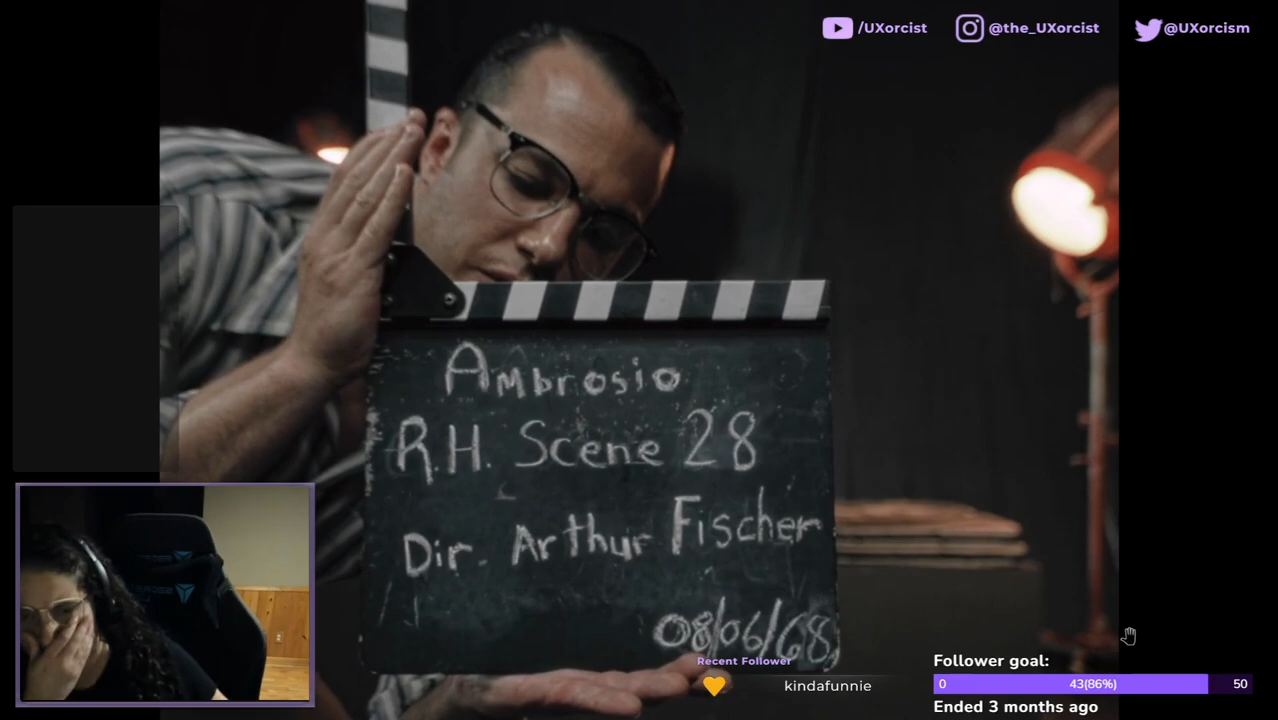 /UXorcist @the_UXorcist @UXorcism
Ambrosio
R.H. Scene 28
Dir. Arthur Fischer
08/06/68
Recent Follower
kindafunnie
Follower goal:
0 43(86%) 50
Ended 3 months ago